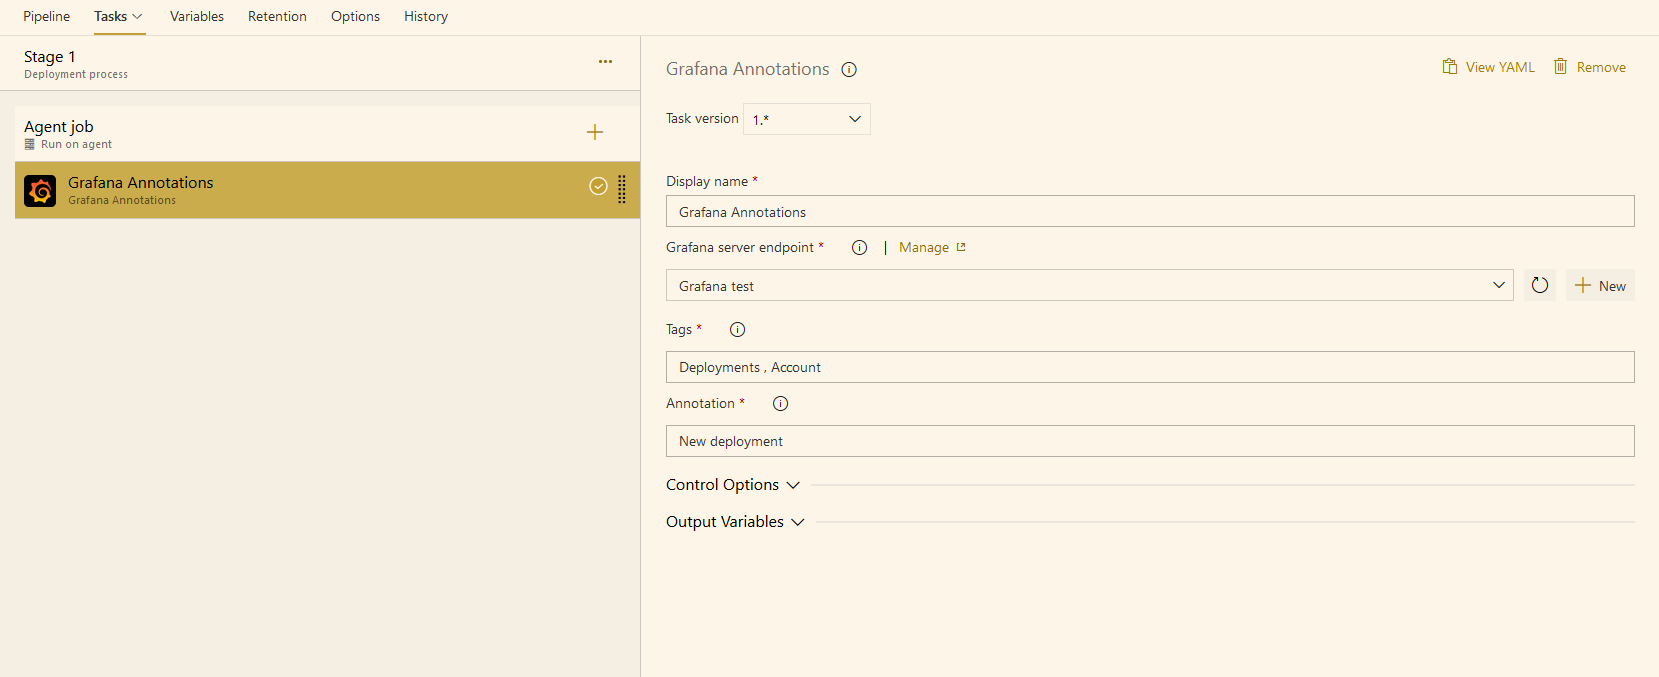 Pipeline Tasks Variables Retention Options History
Stage 1
Deployment process
Agent job
Run on agent
Grafana Annotations
Grafana Annotations
Grafana Annotations
View YAML Remove
Task version 1.*
Display name *
Grafana Annotations
Grafana server endpoint * | Manage
Grafana test
New
Tags *
Deployments , Account
Annotation *
New deployment
Control Options
Output Variables